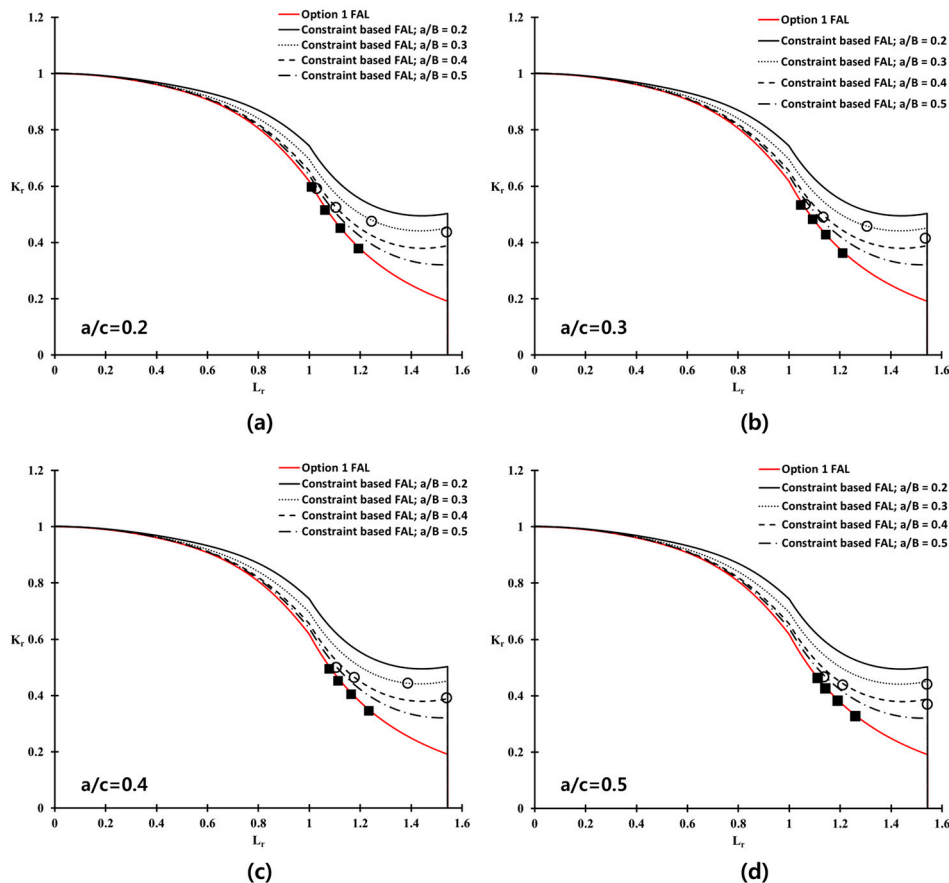 1.2
1
0.8
0.6
0.4
0.2
0
Kr
0 0.2 0.4 0.6 0.8 1 1.2 1.4 1.6
Lr
Option 1 FAL
Constraint based FAL; a/B = 0.2
Constraint based FAL; a/B = 0.3
Constraint based FAL; a/B = 0.4
Constraint based FAL; a/B = 0.5
a/c=0.2
(a)
1.2
1
0.8
0.6
0.4
0.2
0
Kr
0 0.2 0.4 0.6 0.8 1 1.2 1.4 1.6
Lr
Option 1 FAL
Constraint based FAL; a/B = 0.2
Constraint based FAL; a/B = 0.3
Constraint based FAL; a/B = 0.4
Constraint based FAL; a/B = 0.5
a/c=0.3
(b)
1.2
1
0.8
0.6
0.4
0.2
0
Kr
0 0.2 0.4 0.6 0.8 1 1.2 1.4 1.6
Lr
Option 1 FAL
Constraint based FAL; a/B = 0.2
Constraint based FAL; a/B = 0.3
Constraint based FAL; a/B = 0.4
Constraint based FAL; a/B = 0.5
a/c=0.4
(c)
1.2
1
0.8
0.6
0.4
0.2
0
Kr
0 0.2 0.4 0.6 0.8 1 1.2 1.4 1.6
Lr
Option 1 FAL
Constraint based FAL; a/B = 0.2
Constraint based FAL; a/B = 0.3
Constraint based FAL; a/B = 0.4
Constraint based FAL; a/B = 0.5
a/c=0.5
(d)